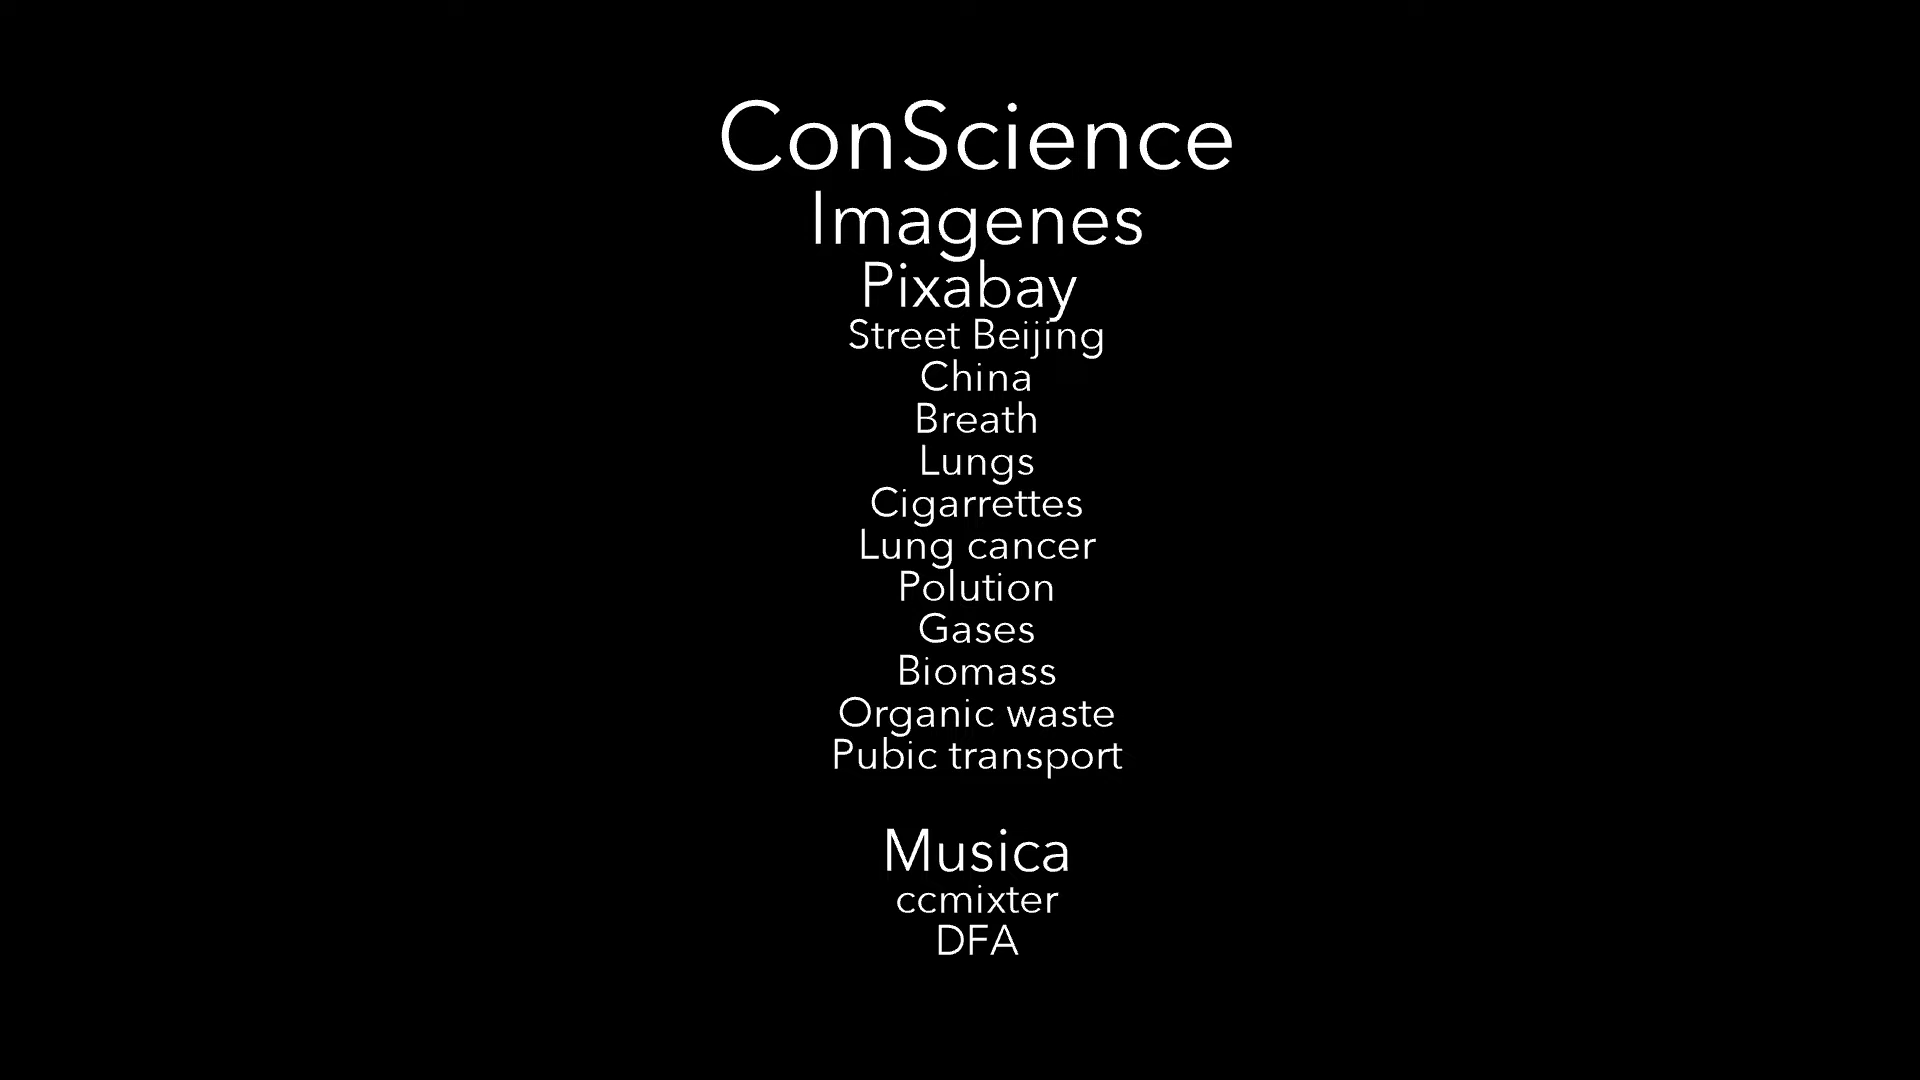 ConScience
Imagenes
Pixabay
Street Beijing
China
Breath
Lungs
Cigarrettes
Lung cancer
Polution
Gases
Biomass
Organic waste
Pubic transport
Musica
ccmixter
DFA